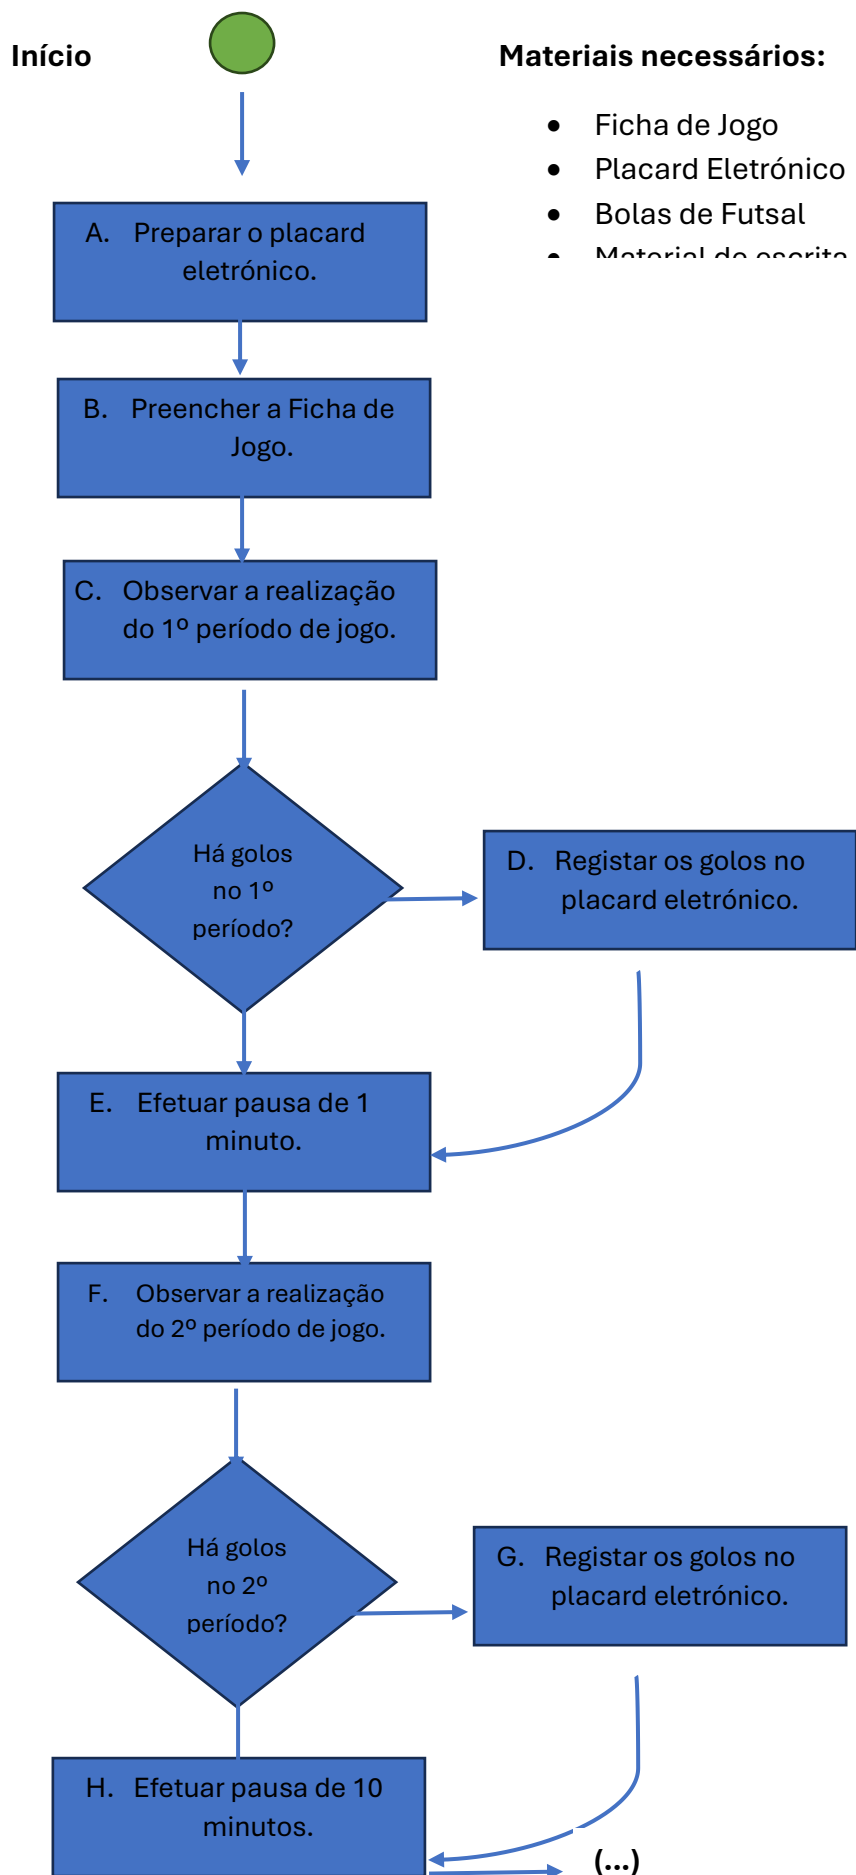 Início
Materiais necessários:
• Ficha de Jogo
• Placard Eletrónico
• Bolas de Futsal
• Material de escrita
A. Preparar o placard
eletrónico.
B. Preencher a Ficha de
Jogo.
C. Observar a realização
do 1º período de jogo.
Há golos
no 1º
período?
D. Registar os golos no
placard eletrónico.
E. Efetuar pausa de 1
minuto.
F. Observar a realização
do 2º período de jogo.
Há golos
no 2º
período?
G. Registar os golos no
placard eletrónico.
H. Efetuar pausa de 10
minutos.
(...)